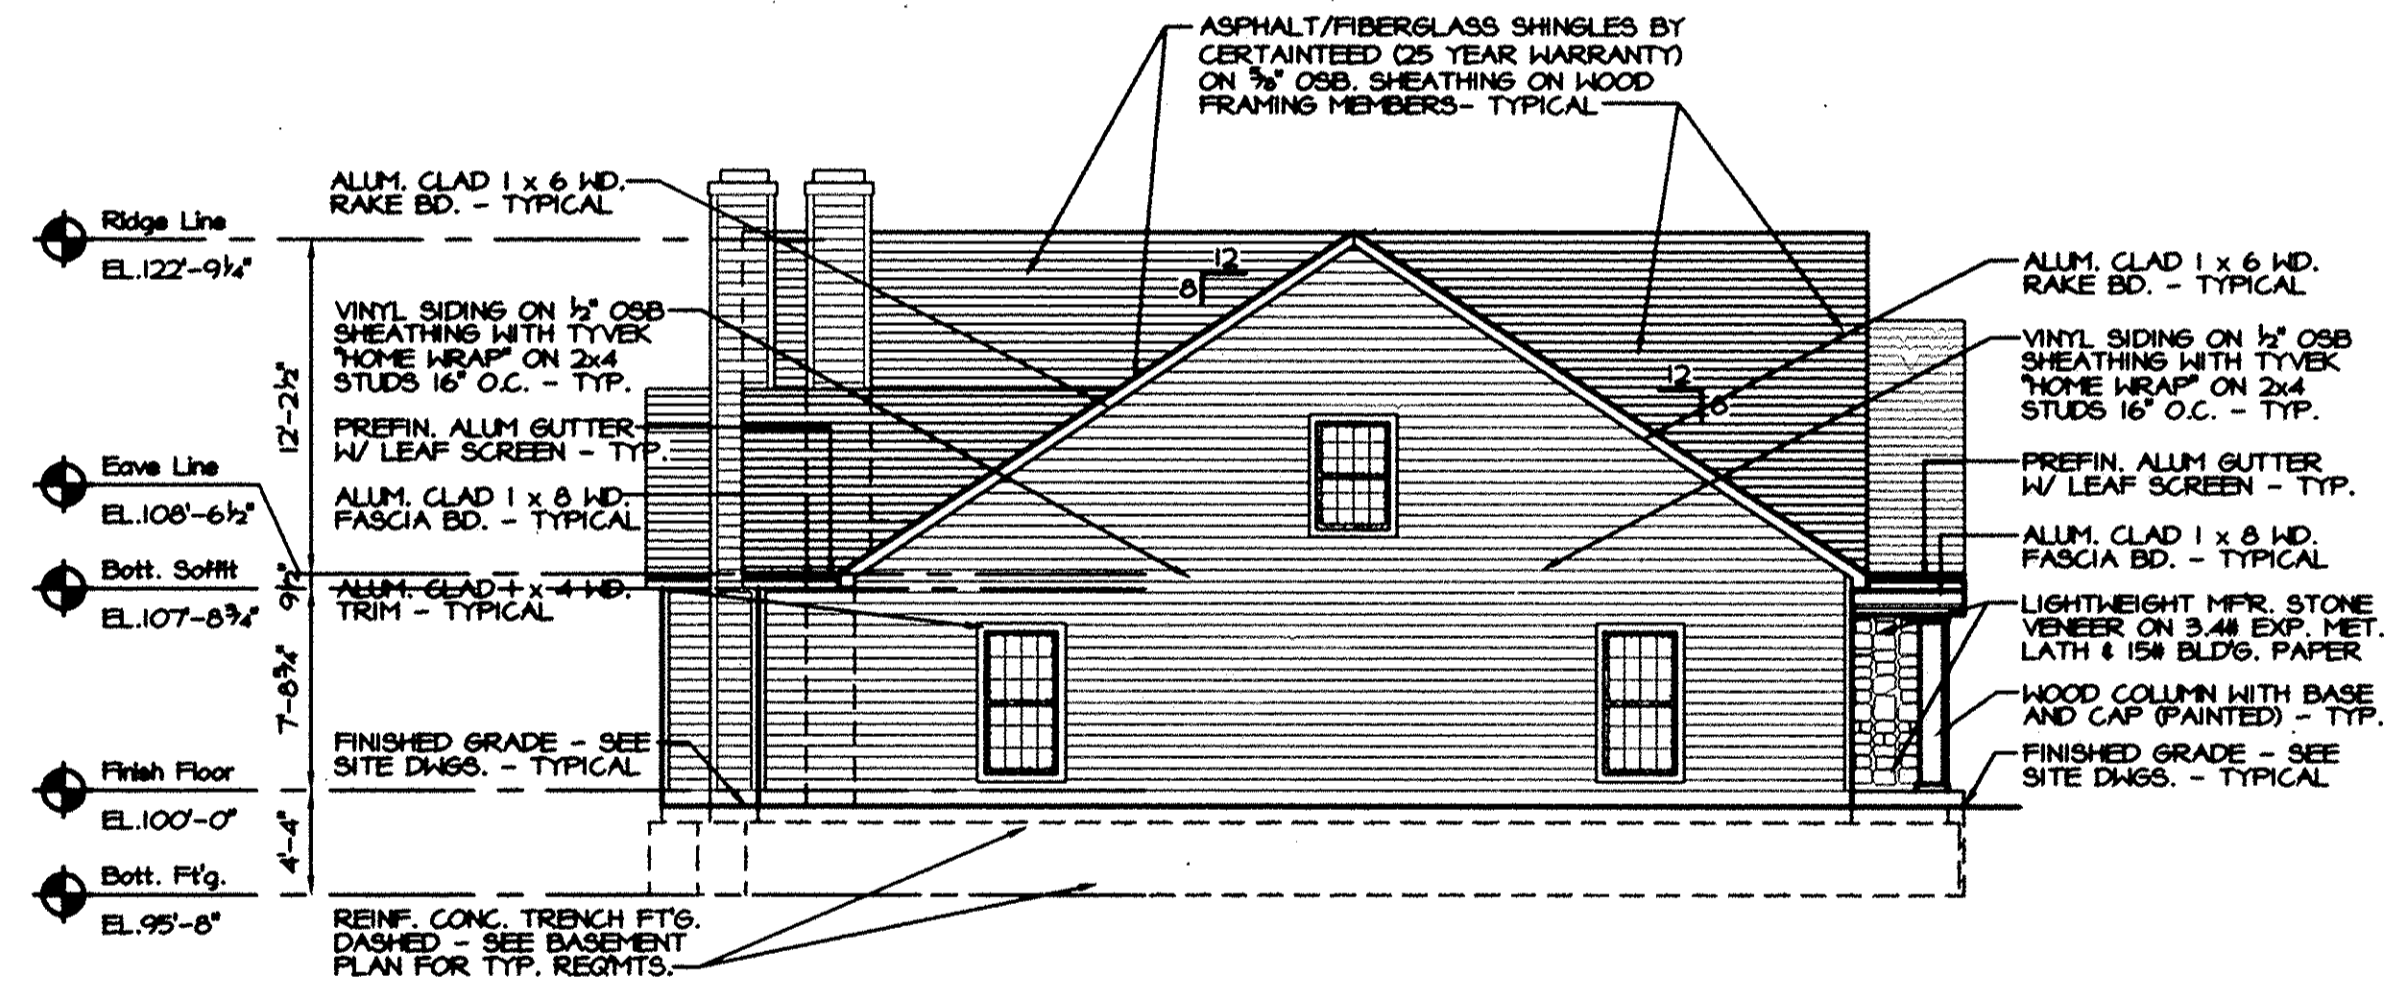 ASPHALT/FIBERGLASS SHINGLES BY
CERTAINTEED (25 YEAR WARRANTY)
ON 5/8" OSB. SHEATHING ON WOOD
FRAMING MEMBERS- TYPICAL
Ridge Line
EL.122'-9 1/4"
Eave Line
EL.108'-6 1/2"
Bott. Soffit
EL.107'-8 3/4"
Finish Floor
EL.100'-0"
Bott. Ft'g.
EL.95'-8"
12'-2 1/2"
9 1/2"
7'-8 3/4"
4'-4"
ALUM. CLAD 1 x 6 WD.
RAKE BD. - TYPICAL
VINYL SIDING ON 1/2" OSB
SHEATHING WITH TYVEK
"HOME WRAP" ON 2x4
STUDS 16" O.C. - TYP.
PREFIN. ALUM GUTTER
W/ LEAF SCREEN - TYP.
ALUM. CLAD 1 x 8 WD.
FASCIA BD. - TYPICAL
ALUM. CLAD 1 x 4 WD.
TRIM - TYPICAL
FINISHED GRADE - SEE
SITE DWGS. - TYPICAL
REINF. CONC. TRENCH FT'G.
DASHED - SEE BASEMENT
PLAN FOR TYP. REQ'MTS.
12
8
12
8
ALUM. CLAD 1 x 6 WD.
RAKE BD. - TYPICAL
VINYL SIDING ON 1/2" OSB
SHEATHING WITH TYVEK
"HOME WRAP" ON 2x4
STUDS 16" O.C. - TYP.
PREFIN. ALUM GUTTER
W/ LEAF SCREEN - TYP.
ALUM. CLAD 1 x 8 WD.
FASCIA BD. - TYPICAL
LIGHTWEIGHT MF'R. STONE
VENEER ON 3.4# EXP. MET.
LATH & 15# BLD'G. PAPER
WOOD COLUMN WITH BASE
AND CAP (PAINTED) - TYP.
FINISHED GRADE - SEE
SITE DWGS. - TYPICAL